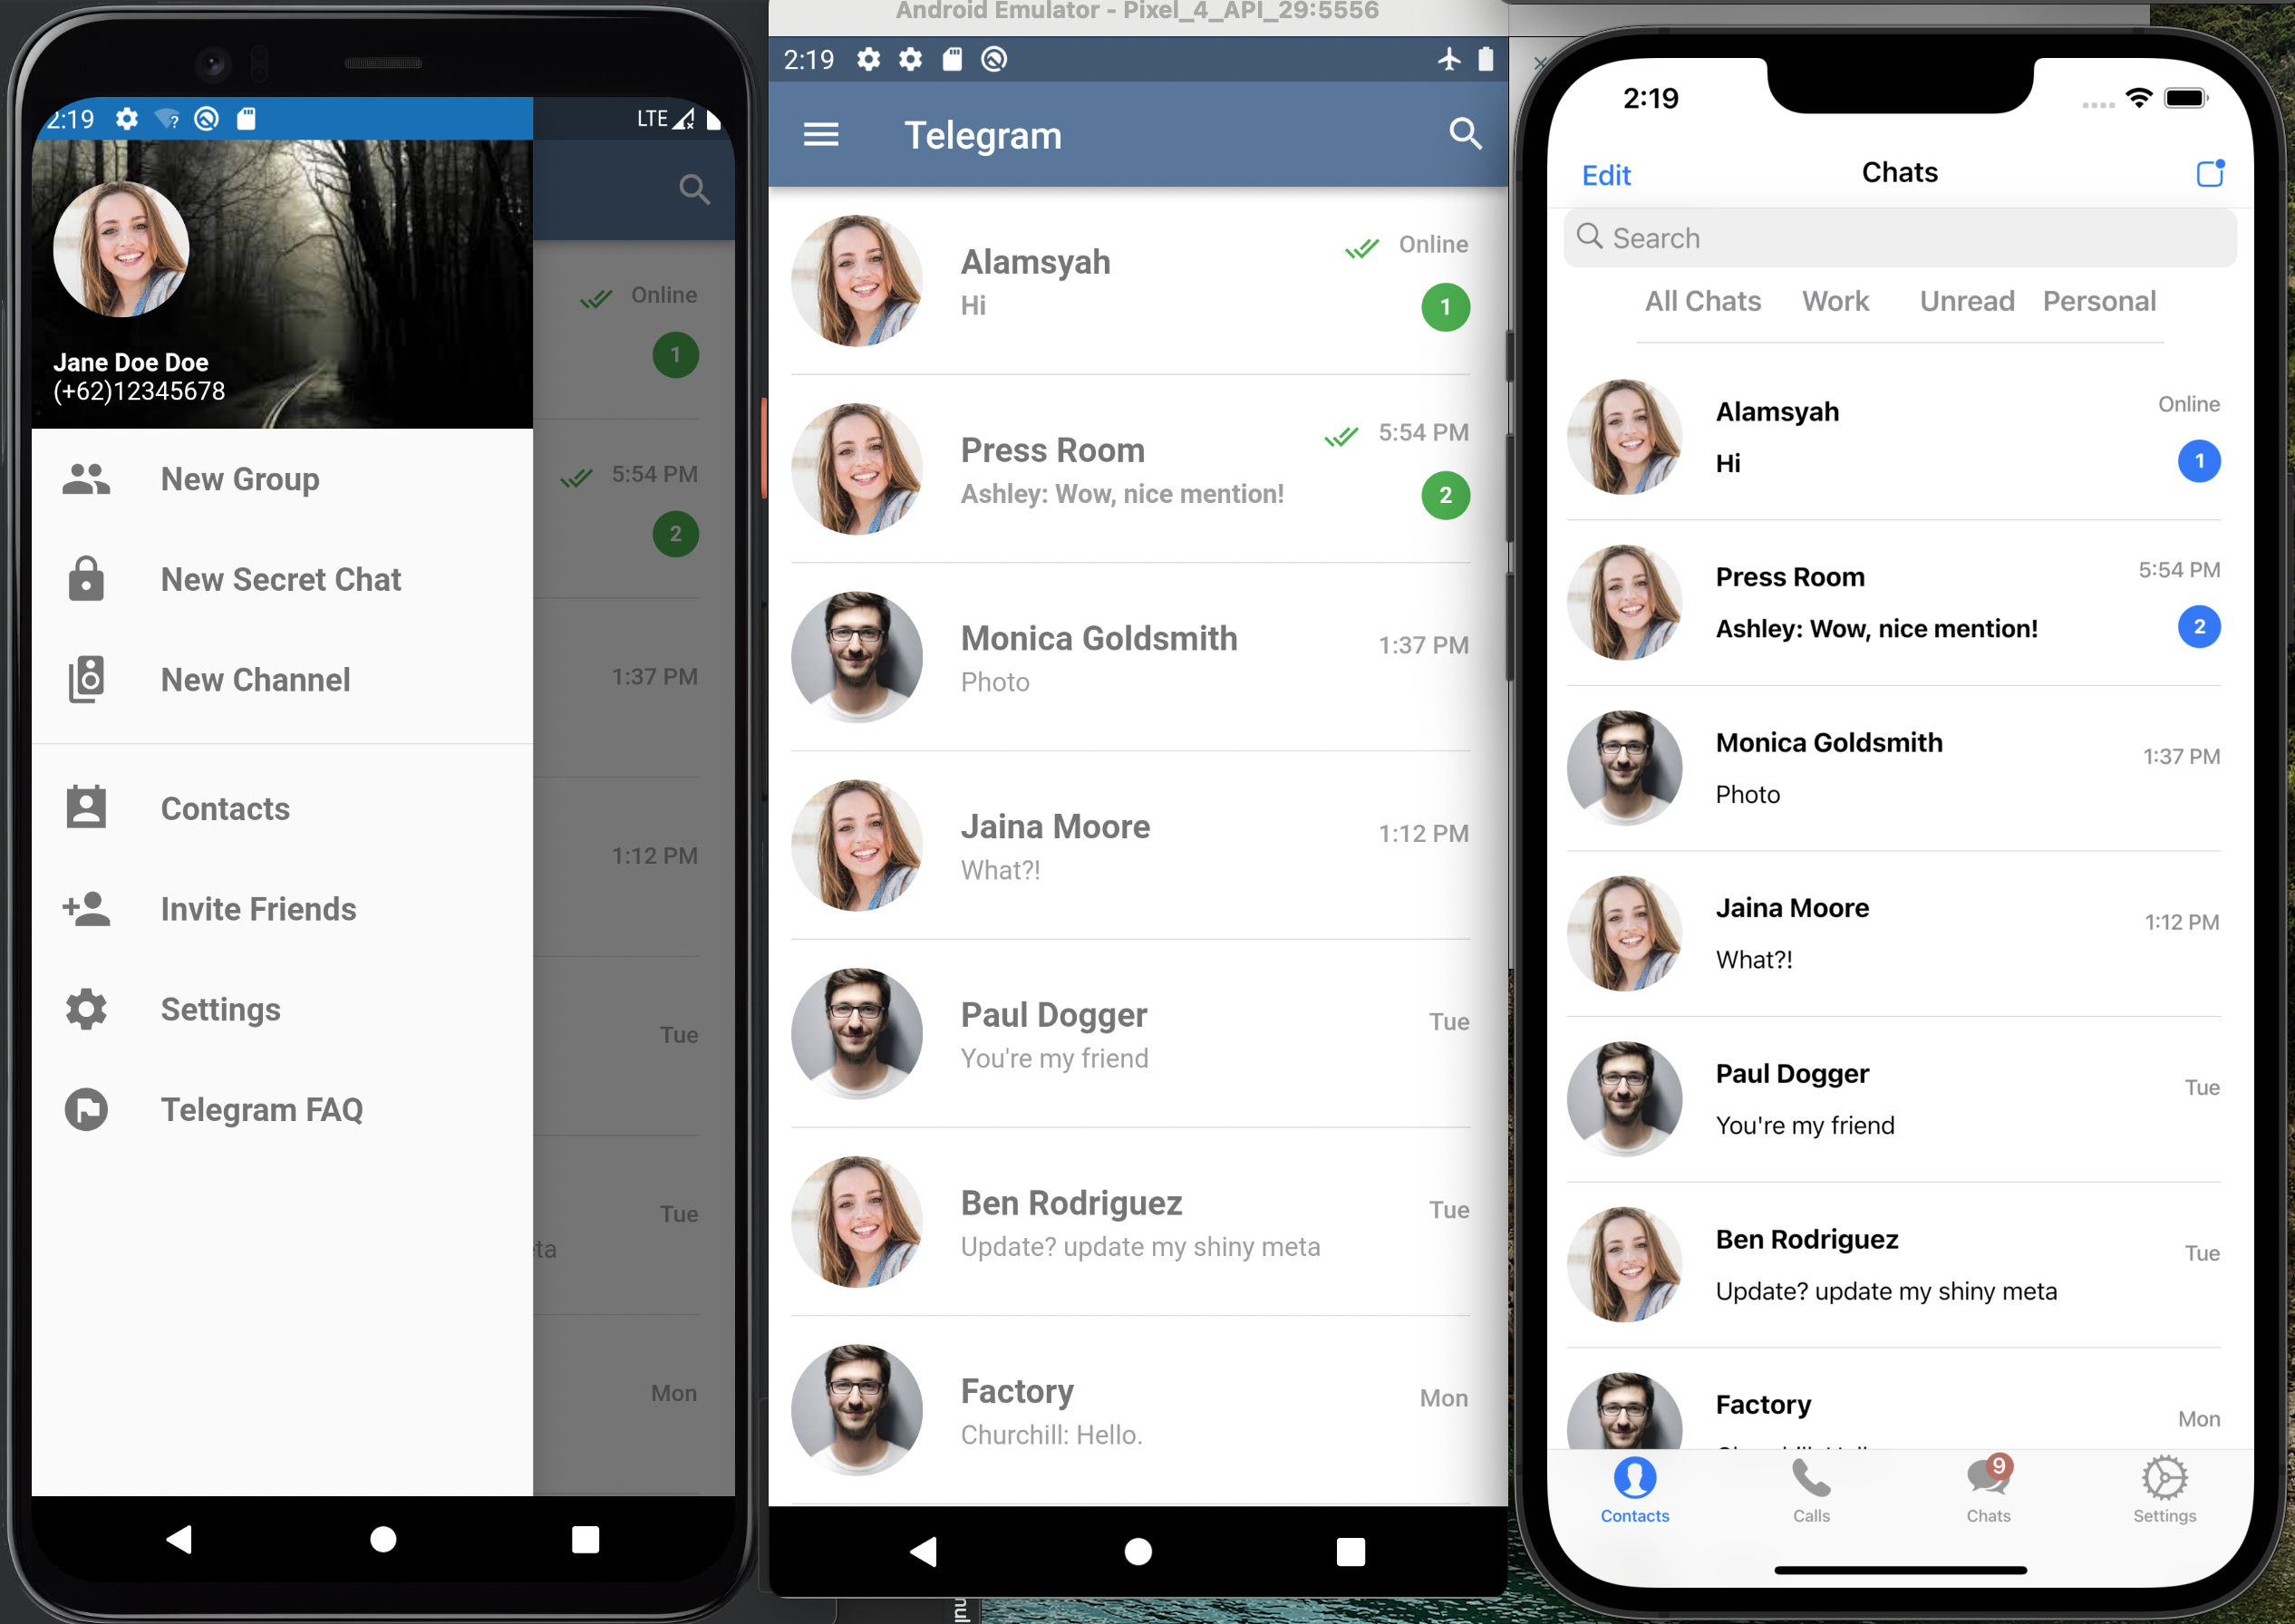 2:19
?
LTE
Jane Doe Doe
(+62)12345678
New Group
New Secret Chat
New Channel
Contacts
Invite Friends
Settings
Telegram FAQ
Online
1
5:54 PM
2
1:37 PM
1:12 PM
Tue
Tue
eta
Mon
Android Emulator - Pixel_4_API_29:5556
2:19
Telegram
Alamsyah
Online
Hi
1
Press Room
5:54 PM
Ashley: Wow, nice mention!
2
Monica Goldsmith
1:37 PM
Photo
Jaina Moore
1:12 PM
What?!
Paul Dogger
Tue
You're my friend
Ben Rodriguez
Tue
Update? update my shiny meta
Factory
Mon
Churchill: Hello.
2:19
Edit
Chats
Search
All Chats Work Unread Personal
Alamsyah
Online
Hi
1
Press Room
5:54 PM
Ashley: Wow, nice mention!
2
Monica Goldsmith
1:37 PM
Photo
Jaina Moore
1:12 PM
What?!
Paul Dogger
Tue
You're my friend
Ben Rodriguez
Tue
Update? update my shiny meta
Factory
Mon
9
Contacts Calls Chats Settings